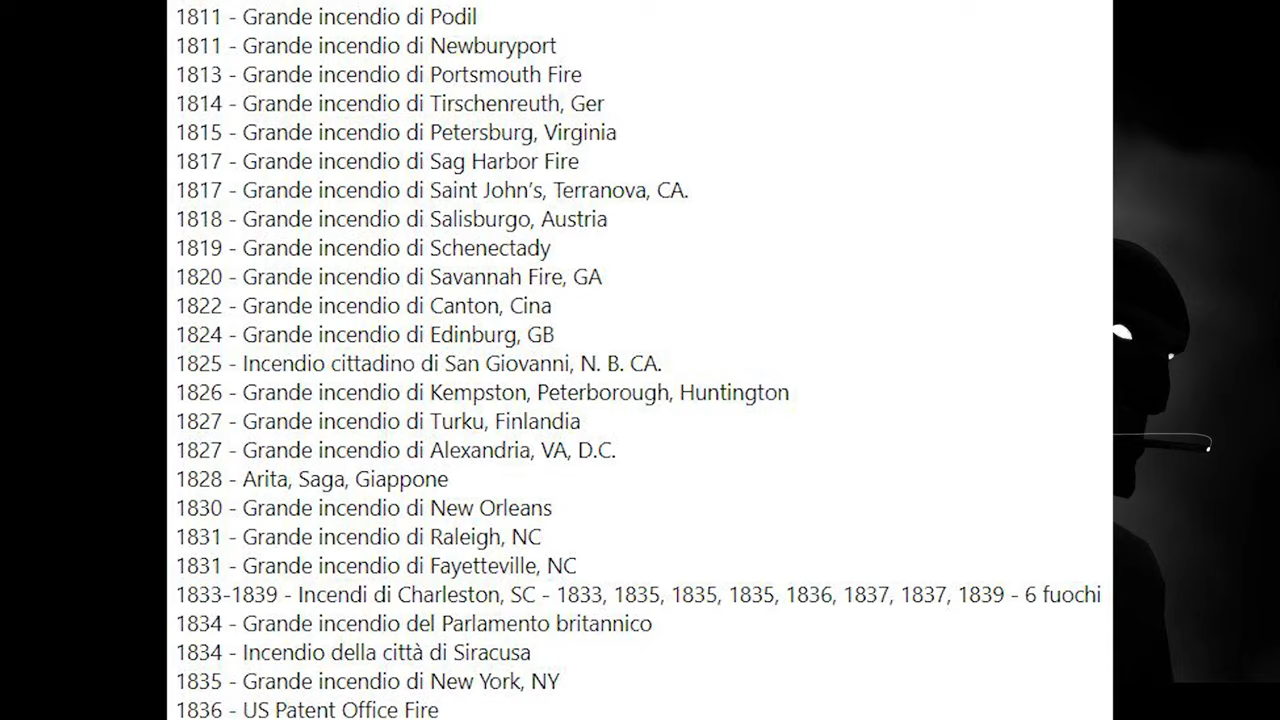 1811 - Grande incendio di Podil
1811 - Grande incendio di Newburyport
1813 - Grande incendio di Portsmouth Fire
1814 - Grande incendio di Tirschenreuth, Ger
1815 - Grande incendio di Petersburg, Virginia
1817 - Grande incendio di Sag Harbor Fire
1817 - Grande incendio di Saint John’s, Terranova, CA.
1818 - Grande incendio di Salisburgo, Austria
1819 - Grande incendio di Schenectady
1820 - Grande incendio di Savannah Fire, GA
1822 - Grande incendio di Canton, Cina
1824 - Grande incendio di Edinburg, GB
1825 - Incendio cittadino di San Giovanni, N. B. CA.
1826 - Grande incendio di Kempston, Peterborough, Huntington
1827 - Grande incendio di Turku, Finlandia
1827 - Grande incendio di Alexandria, VA, D.C.
1828 - Arita, Saga, Giappone
1830 - Grande incendio di New Orleans
1831 - Grande incendio di Raleigh, NC
1831 - Grande incendio di Fayetteville, NC
1833-1839 - Incendi di Charleston, SC - 1833, 1835, 1835, 1835, 1836, 1837, 1837, 1839 - 6 fuochi
1834 - Grande incendio del Parlamento britannico
1834 - Incendio della città di Siracusa
1835 - Grande incendio di New York, NY
1836 - US Patent Office Fire